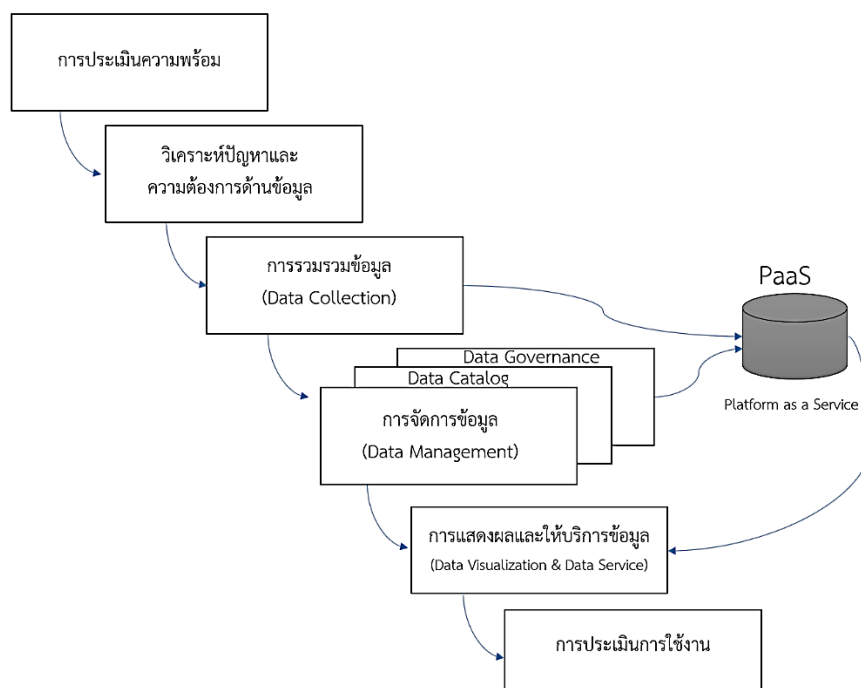 การประเมินความพร้อม
วิเคราะห์ปัญหาและ
ความต้องการด้านข้อมูล
การรวมรวมข้อมูล
(Data Collection)
PaaS
Platform as a Service
Data Governance
Data Catalog
การจัดการข้อมูล
(Data Management)
การแสดงผลและให้บริการข้อมูล
(Data Visualization & Data Service)
การประเมินการใช้งาน